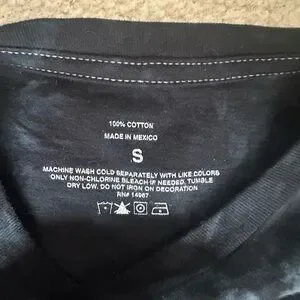 100% COTTON
MADE IN MEXICO
S
MACHINE WASH COLD SEPARATELY WITH LIKE COLORS
ONLY NON-CHLORINE BLEACH IF NEEDED, TUMBLE
DRY LOW, DO NOT IRON ON DECORATION
RN# 14967